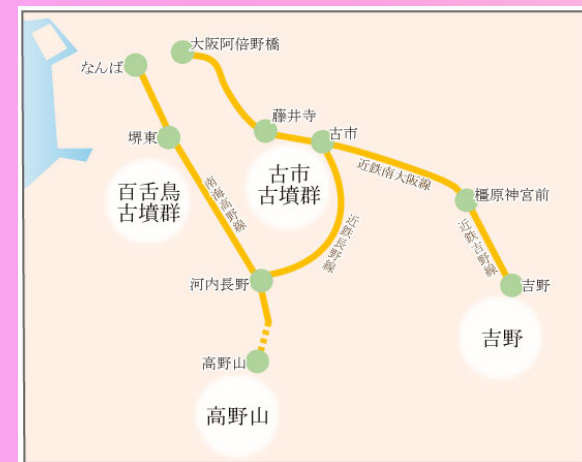 大阪阿倍野橋
なんば
藤井寺
古市
堺東
近鉄南大阪線
百舌鳥
古墳群
古市
古墳群
橿原神宮前
南海高野線
近鉄長野線
近鉄吉野線
河内長野
吉野
吉野
高野山
高野山